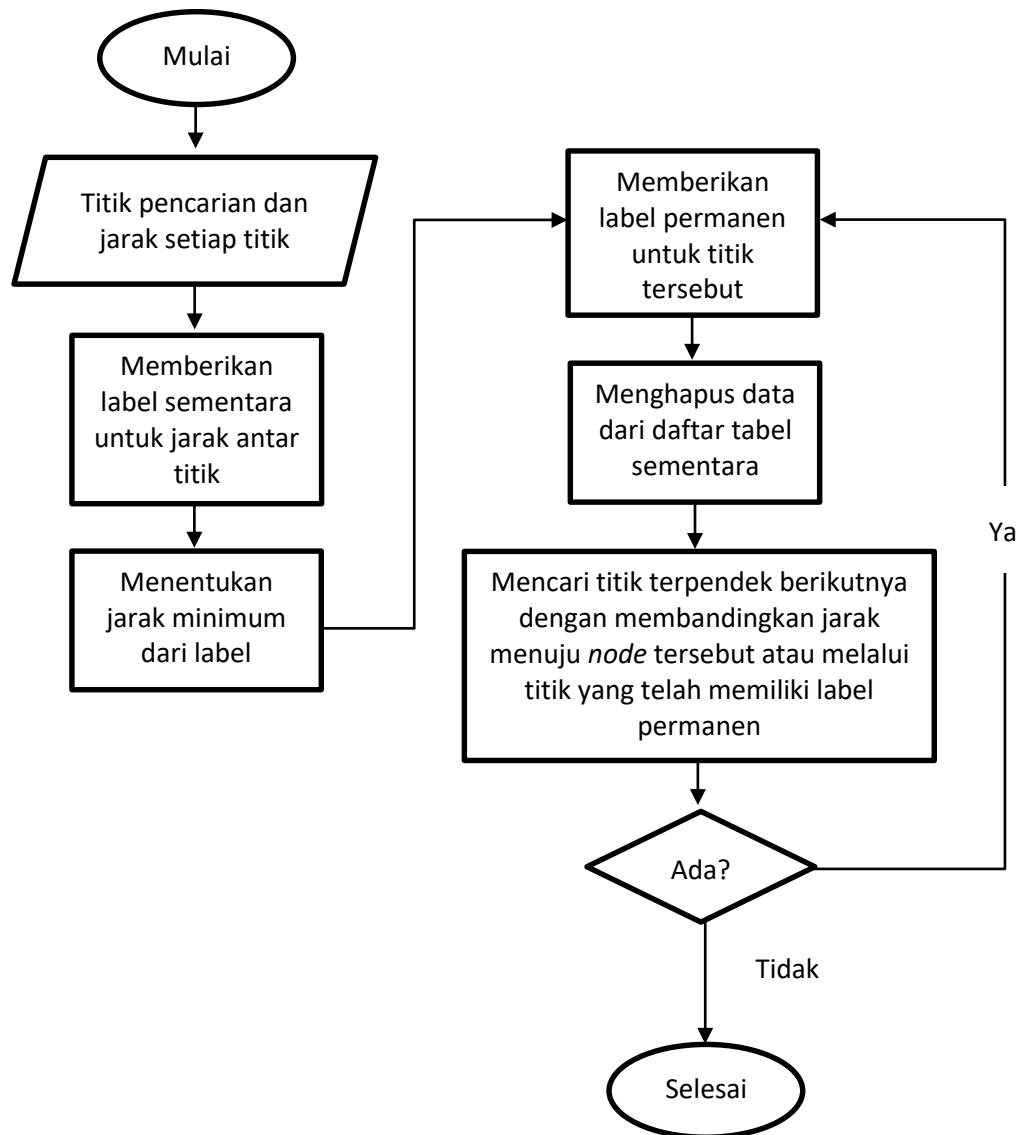 Mulai
Titik pencarian dan
jarak setiap titik
Memberikan
label sementara
untuk jarak antar
titik
Menentukan
jarak minimum
dari label
Memberikan
label permanen
untuk titik
tersebut
Menghapus data
dari daftar tabel
sementara
Mencari titik terpendek berikutnya
dengan membandingkan jarak
menuju node tersebut atau melalui
titik yang telah memiliki label
permanen
Ada?
Ya
Tidak
Selesai